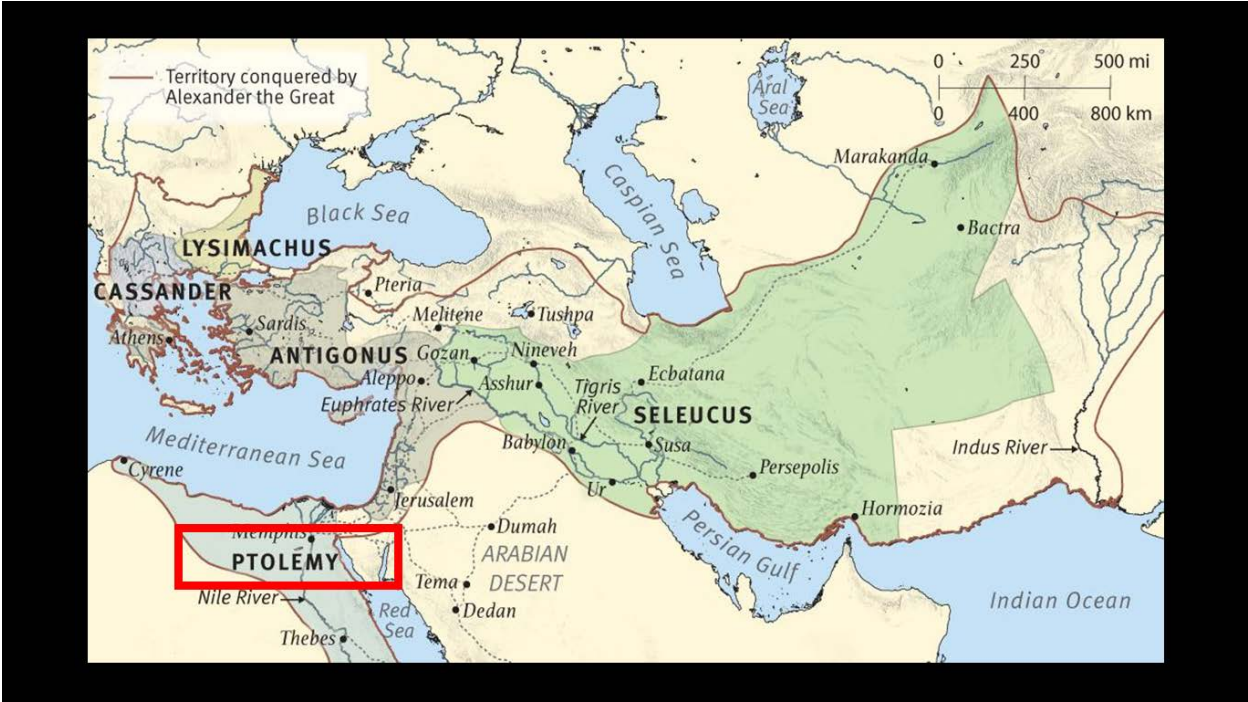 Territory conquered by
Alexander the Great
0 250 500 mi
0 400 800 km
Aral
Sea
Marakanda
Caspian Sea
Black Sea
Bactra
LYSIMACHUS
CASSANDER
Pteria
Melitene
Tushpa
Sardis
Athens
ANTIGONUS
Gozan
Nineveh
Aleppo
Asshur
Tigris
River
Ecbatana
Euphrates River
SELEUCUS
Mediterranean Sea
Babylon
Susa
Indus River
Cyrene
Persepolis
Ur
Jerusalem
Hormozia
Memphis
Dumah
Persian Gulf
PTOLEMY
ARABIAN
DESERT
Tema
Nile River
Red
Sea
Dedan
Indian Ocean
Thebes